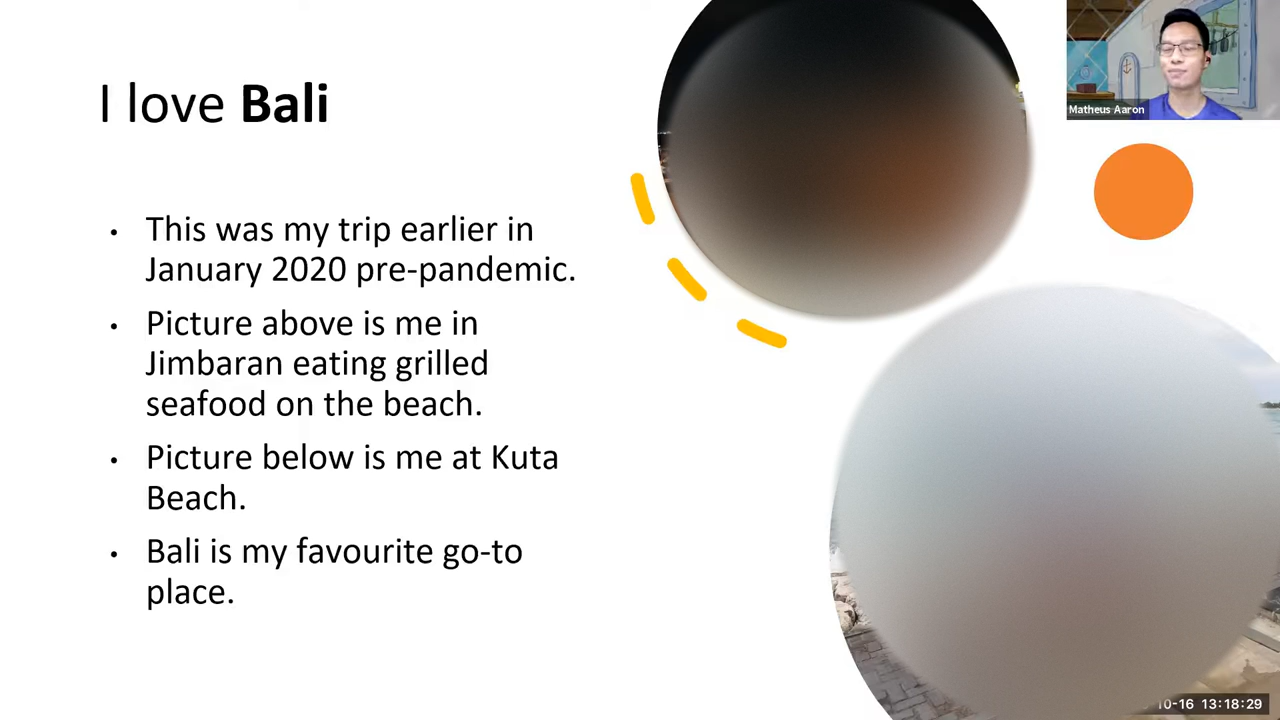 I love Bali
• This was my trip earlier in
January 2020 pre-pandemic.
• Picture above is me in
Jimbaran eating grilled
seafood on the beach.
• Picture below is me at Kuta
Beach.
• Bali is my favourite go-to
place.
Matheus Aaron
10-16 13:18:29